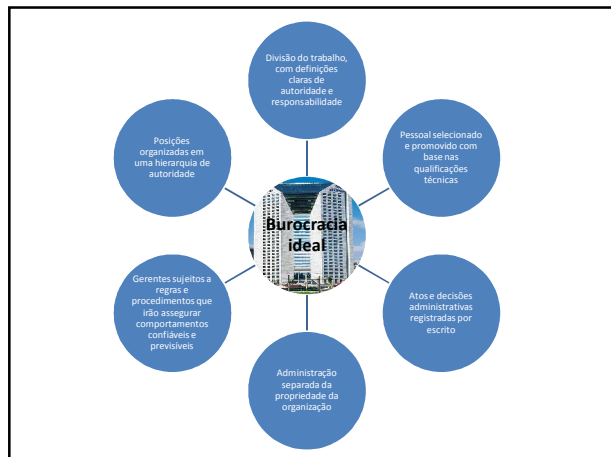 Divisão do trabalho,
com definições
claras de
autoridade e
responsabilidade
Pessoal selecionado
e promovido com
base nas
qualificações
técnicas
Atos e decisões
administrativas
registradas por
escrito
Administração
separada da
propriedade da
organização
Gerentes sujeitos a
regras e
procedimentos que
irão assegurar
comportamentos
confiáveis e
previsíveis
Posições
organizadas em
uma hierarquia de
autoridade
Burocracia
ideal